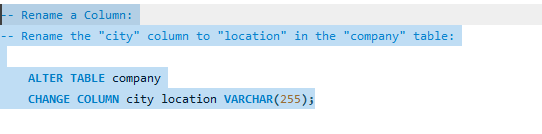 -- Rename a Column:
-- Rename the "city" column to "location" in the "company" table:
ALTER TABLE company
CHANGE COLUMN city location VARCHAR(255);